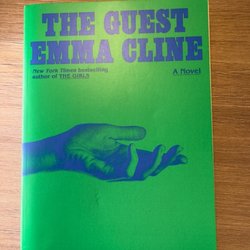 THE GUEST
EMMA CLINE
New York Times bestselling
author of THE GIRLS
A Novel